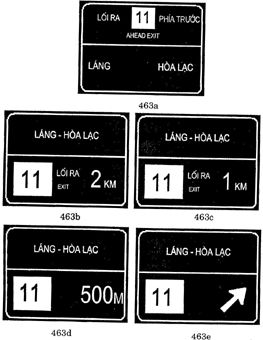 LỐI RA 11 PHÍA TRƯỚC
AHEAD EXIT
LÁNG HÒA LẠC
463a
LÁNG - HÒA LẠC
11 LỐI RA EXIT 2 KM
463b
LÁNG - HÒA LẠC
11 LỐI RA EXIT 1 KM
463c
LÁNG - HÒA LẠC
11 500M
463d
LÁNG - HÒA LẠC
11
463e